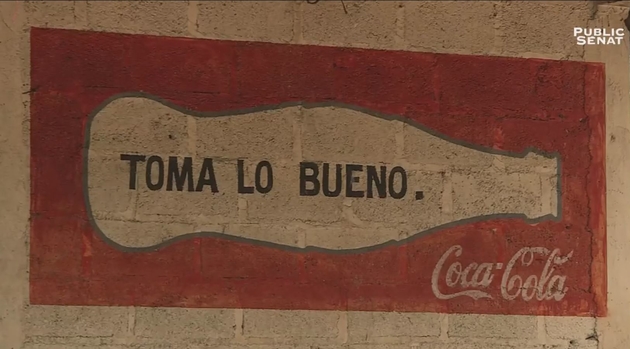 PUBLIC
SENAT
TOMA LO BUENO.
Coca-Cola